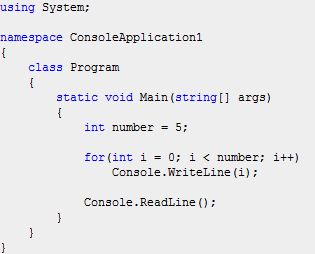 using System;
namespace ConsoleApplication1
{
    class Program
    {
        static void Main(string[] args)
        {
            int number = 5;
            for(int i = 0; i < number; i++)
                Console.WriteLine(i);
            Console.ReadLine();
        }
    }
}